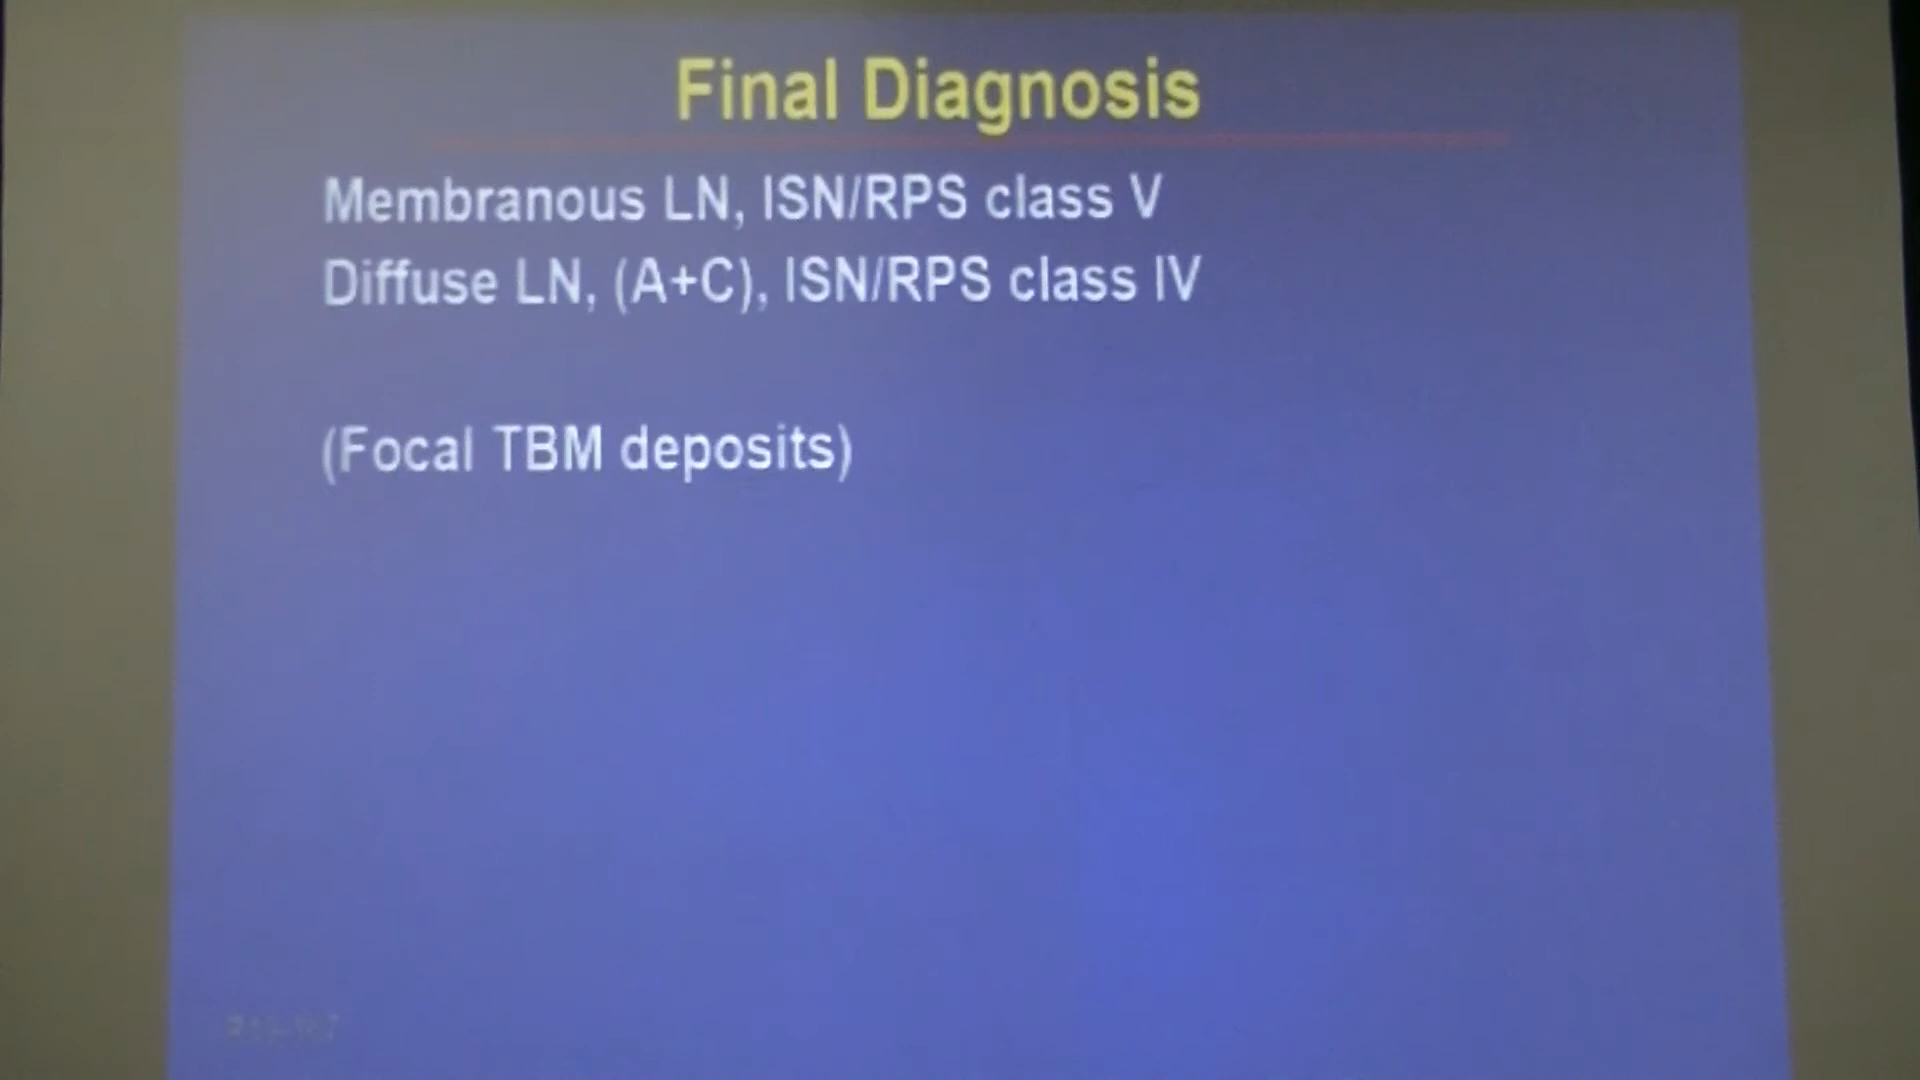 Final Diagnosis
Membranous LN, ISN/RPS class V
Diffuse LN, (A+C), ISN/RPS class IV
(Focal TBM deposits)